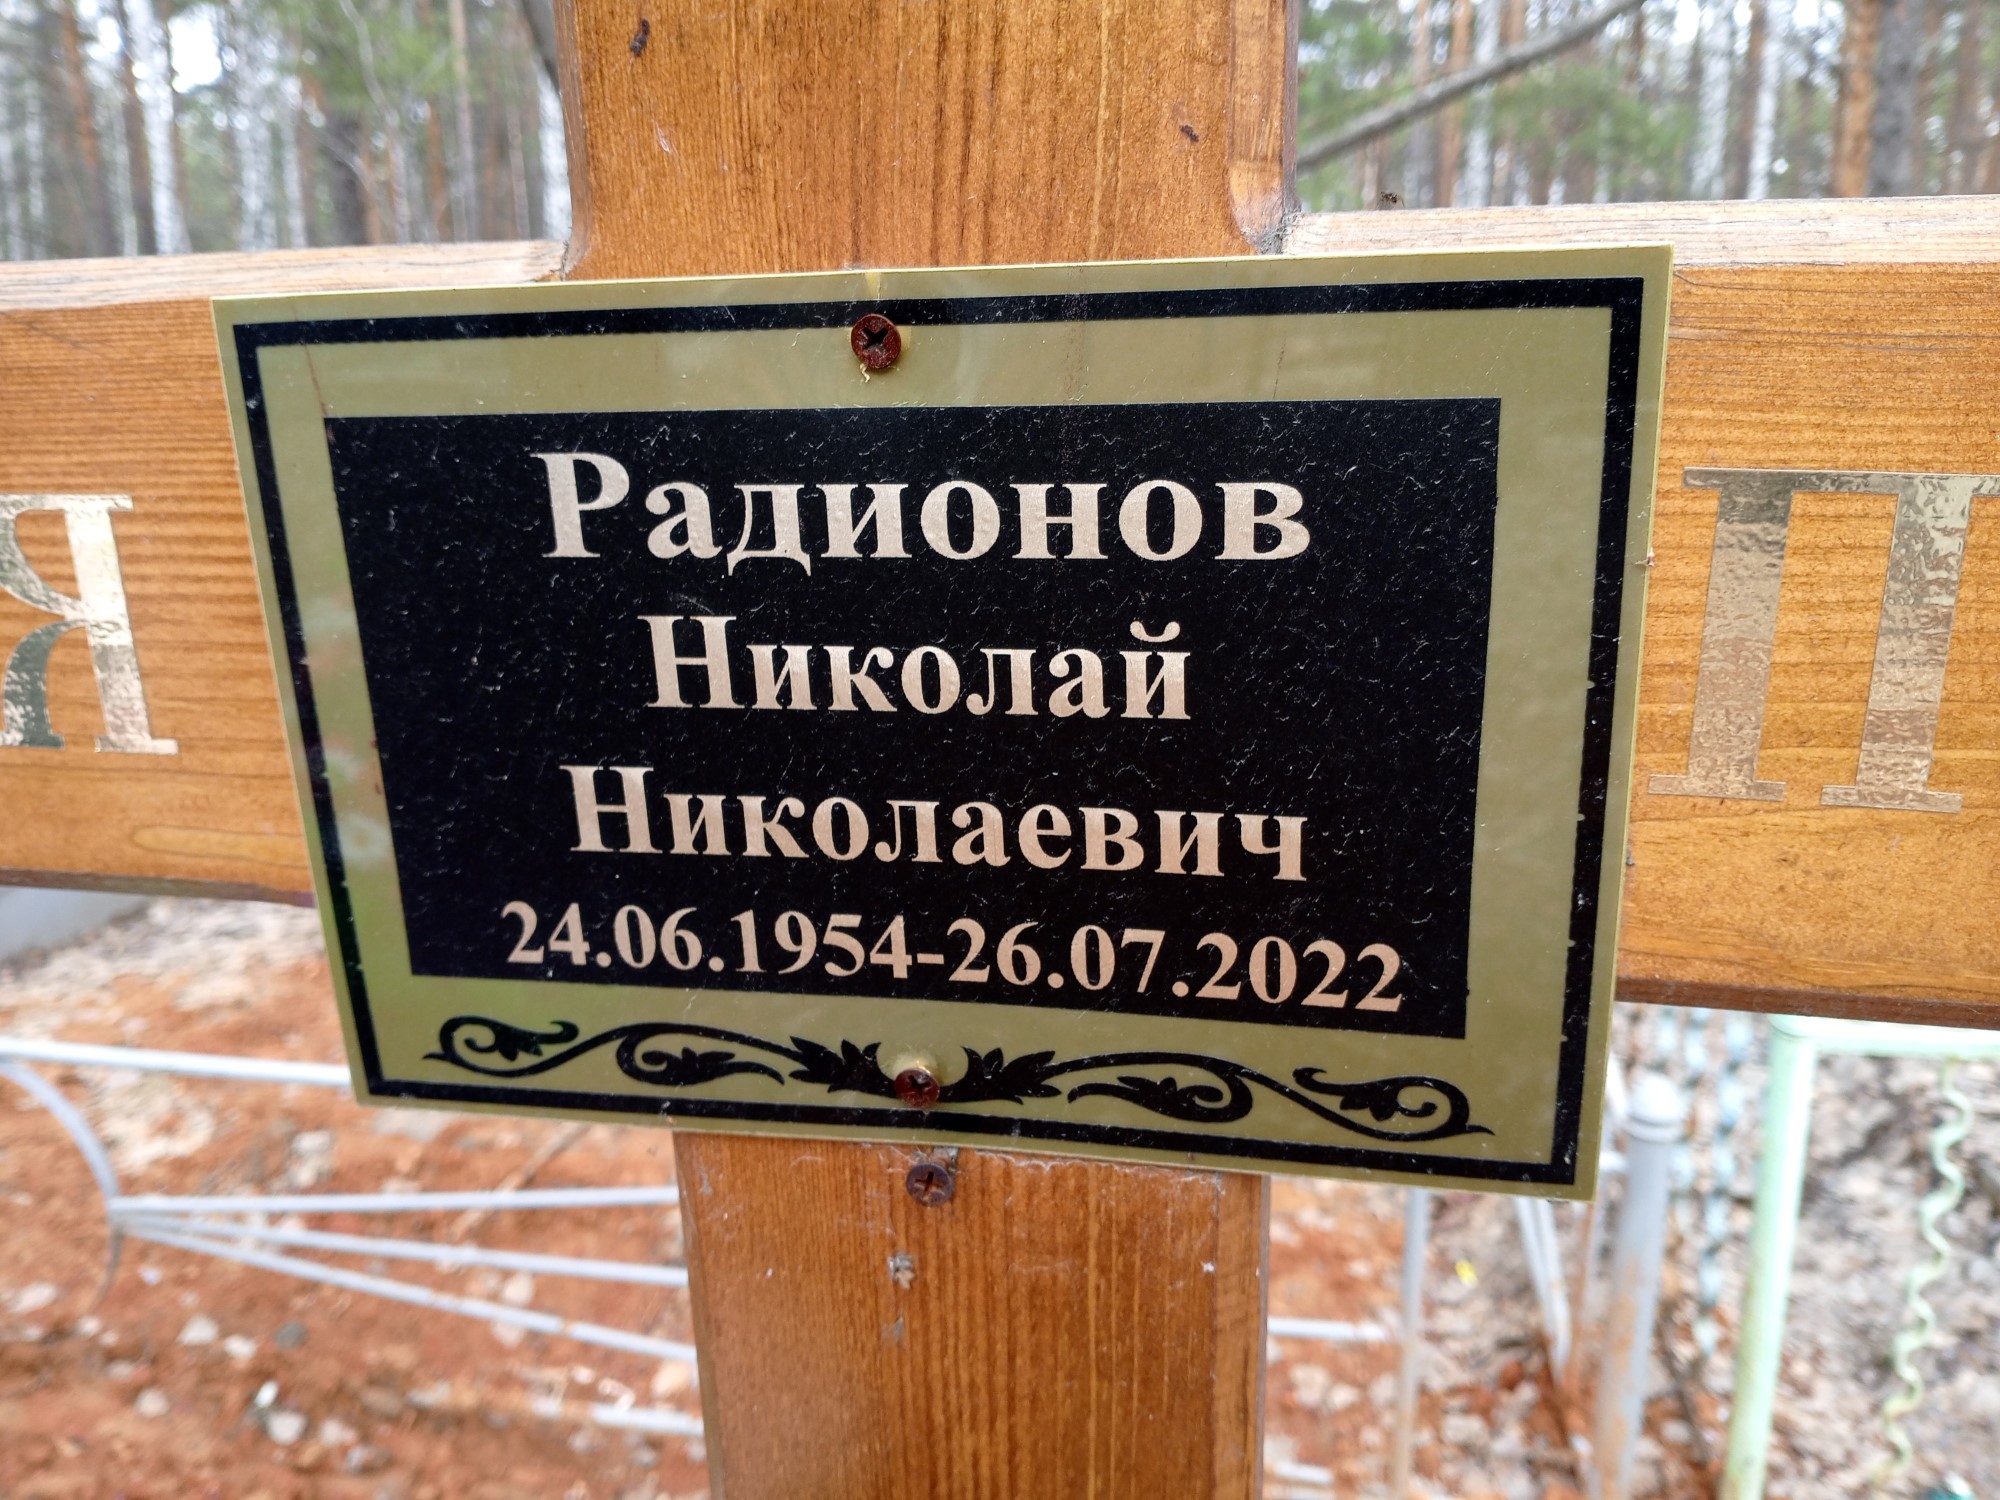 Радионов
Николай
Николаевич
24.06.1954-26.07.2022
Я
П